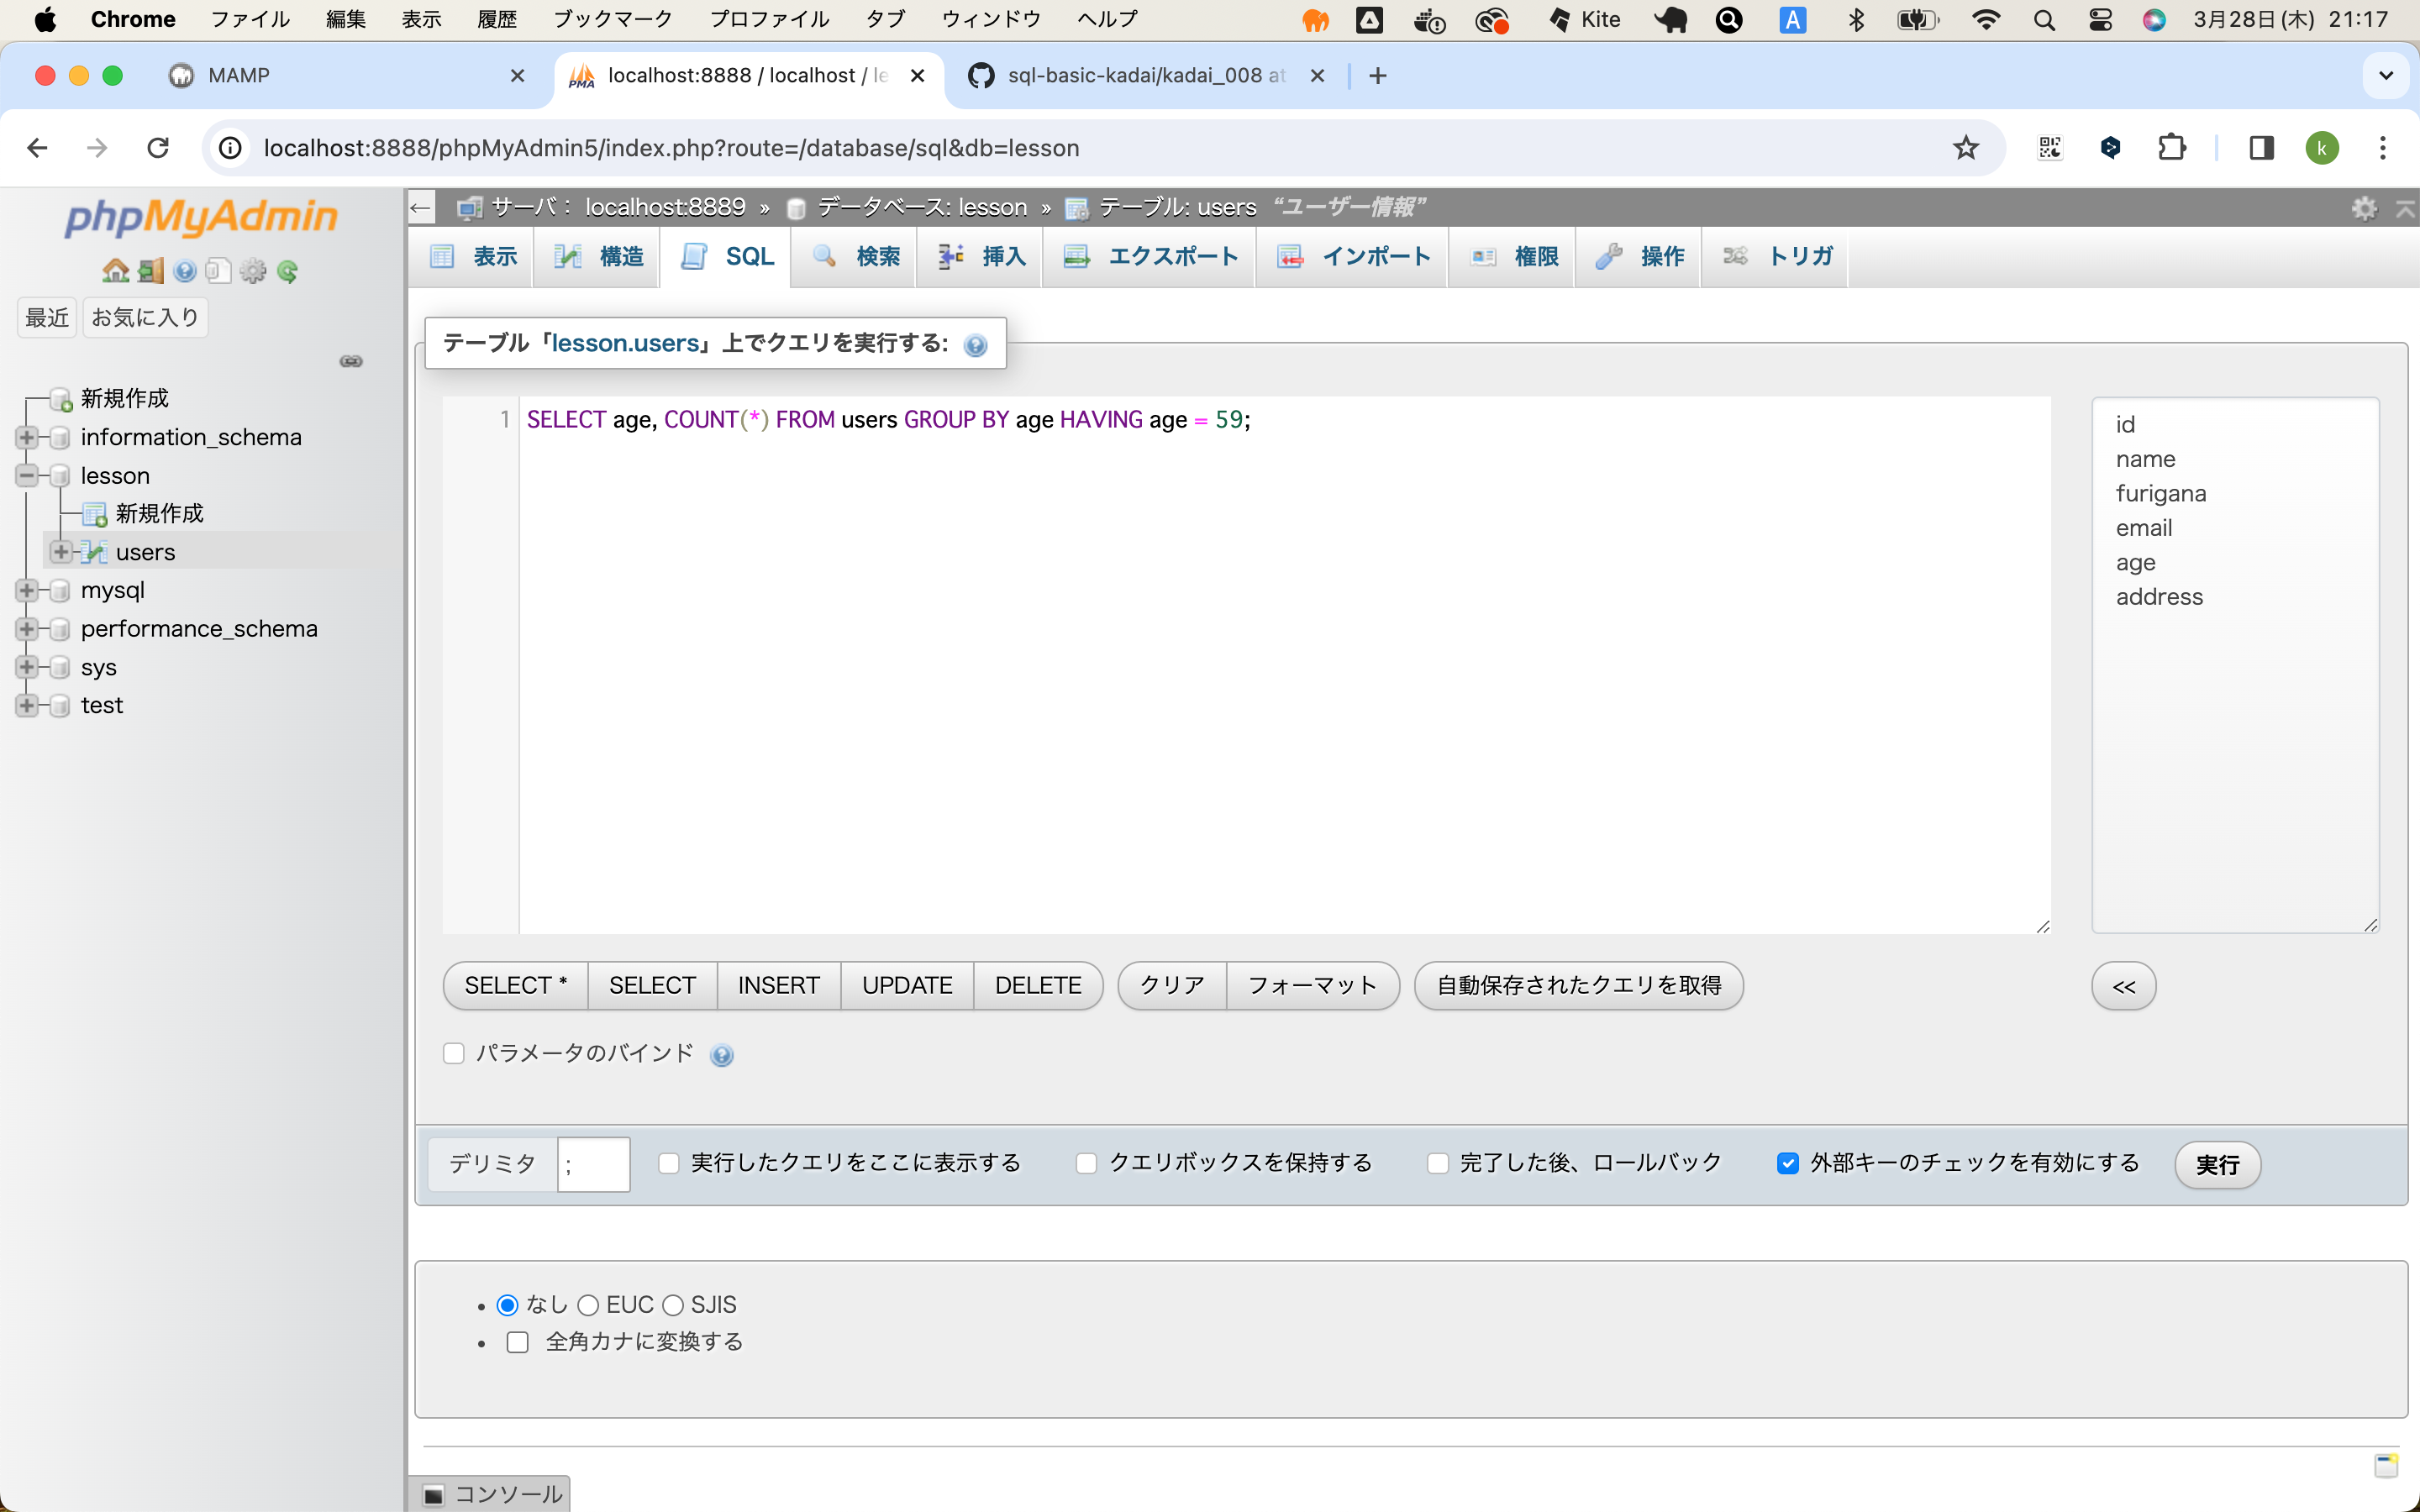 Chrome ファイル 編集 表示 履歴 ブックマーク プロファイル タブ ウィンドウ ヘルプ Kite A 3月28日(木) 21:17
MAMP
localhost:8888 / localhost / le
sql-basic-kadai/kadai_008 at
localhost:8888/phpMyAdmin5/index.php?route=/database/sql&db=lesson
k
phpMyAdmin
最近 お気に入り
新規作成
information_schema
lesson
新規作成
users
mysql
performance_schema
sys
test
サーバ: localhost:8889 » データベース: lesson » テーブル: users “ユーザー情報”
表示 構造 SQL 検索 挿入 エクスポート インポート 権限 操作 トリガ
テーブル「lesson.users」上でクエリを実行する:
1 SELECT age, COUNT(*) FROM users GROUP BY age HAVING age = 59;
id
name
furigana
email
age
address
SELECT * SELECT INSERT UPDATE DELETE クリア フォーマット 自動保存されたクエリを取得 <<
パラメータのバインド
デリミタ ; 実行したクエリをここに表示する クエリボックスを保持する 完了した後、ロールバック 外部キーのチェックを有効にする 実行
なし EUC SJIS
全角カナに変換する
コンソール